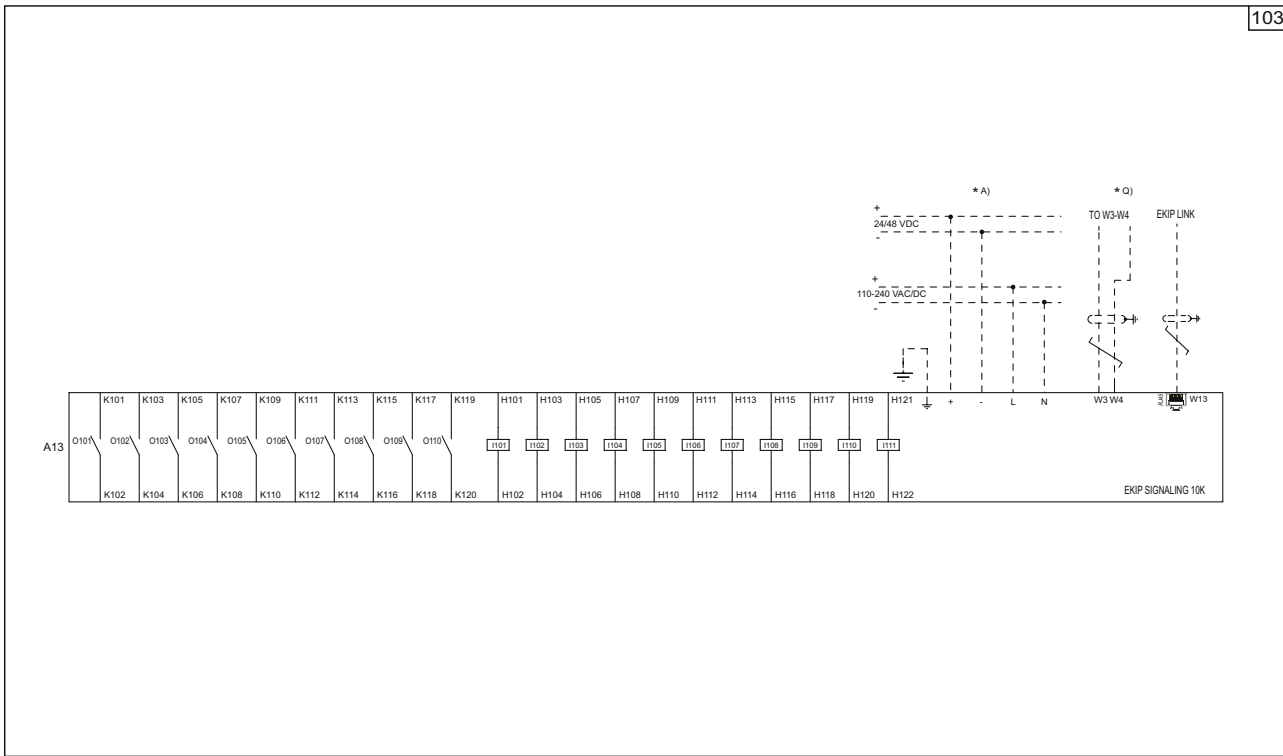 103
* A)
* Q)
+
24/48 VDC
-
TO W3-W4
EKIP LINK
+
110-240 VAC/DC
-
K101 K103 K105 K107 K109 K111 K113 K115 K117 K119 H101 H103 H105 H107 H109 H111 H113 H115 H117 H119 H121 + - L N W3 W4 RJ45 W13
A13 O101 O102 O103 O104 O105 O106 O107 O108 O109 O110 I101 I102 I103 I104 I105 I106 I107 I108 I109 I110 I111
K102 K104 K106 K108 K110 K112 K114 K116 K118 K120 H102 H104 H106 H108 H110 H112 H114 H116 H118 H120 H122 EKIP SIGNALING 10K